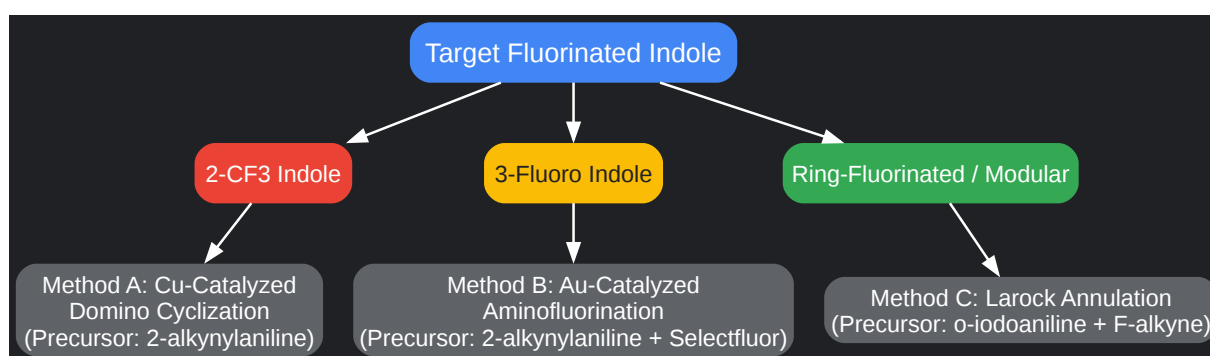 Target Fluorinated Indole
2-CF3 Indole
3-Fluoro Indole
Ring-Fluorinated / Modular
Method A: Cu-Catalyzed
Domino Cyclization
(Precursor: 2-alkynylaniline)
Method B: Au-Catalyzed
Aminofluorination
(Precursor: 2-alkynylaniline + Selectfluor)
Method C: Larock Annulation
(Precursor: o-iodoaniline + F-alkyne)